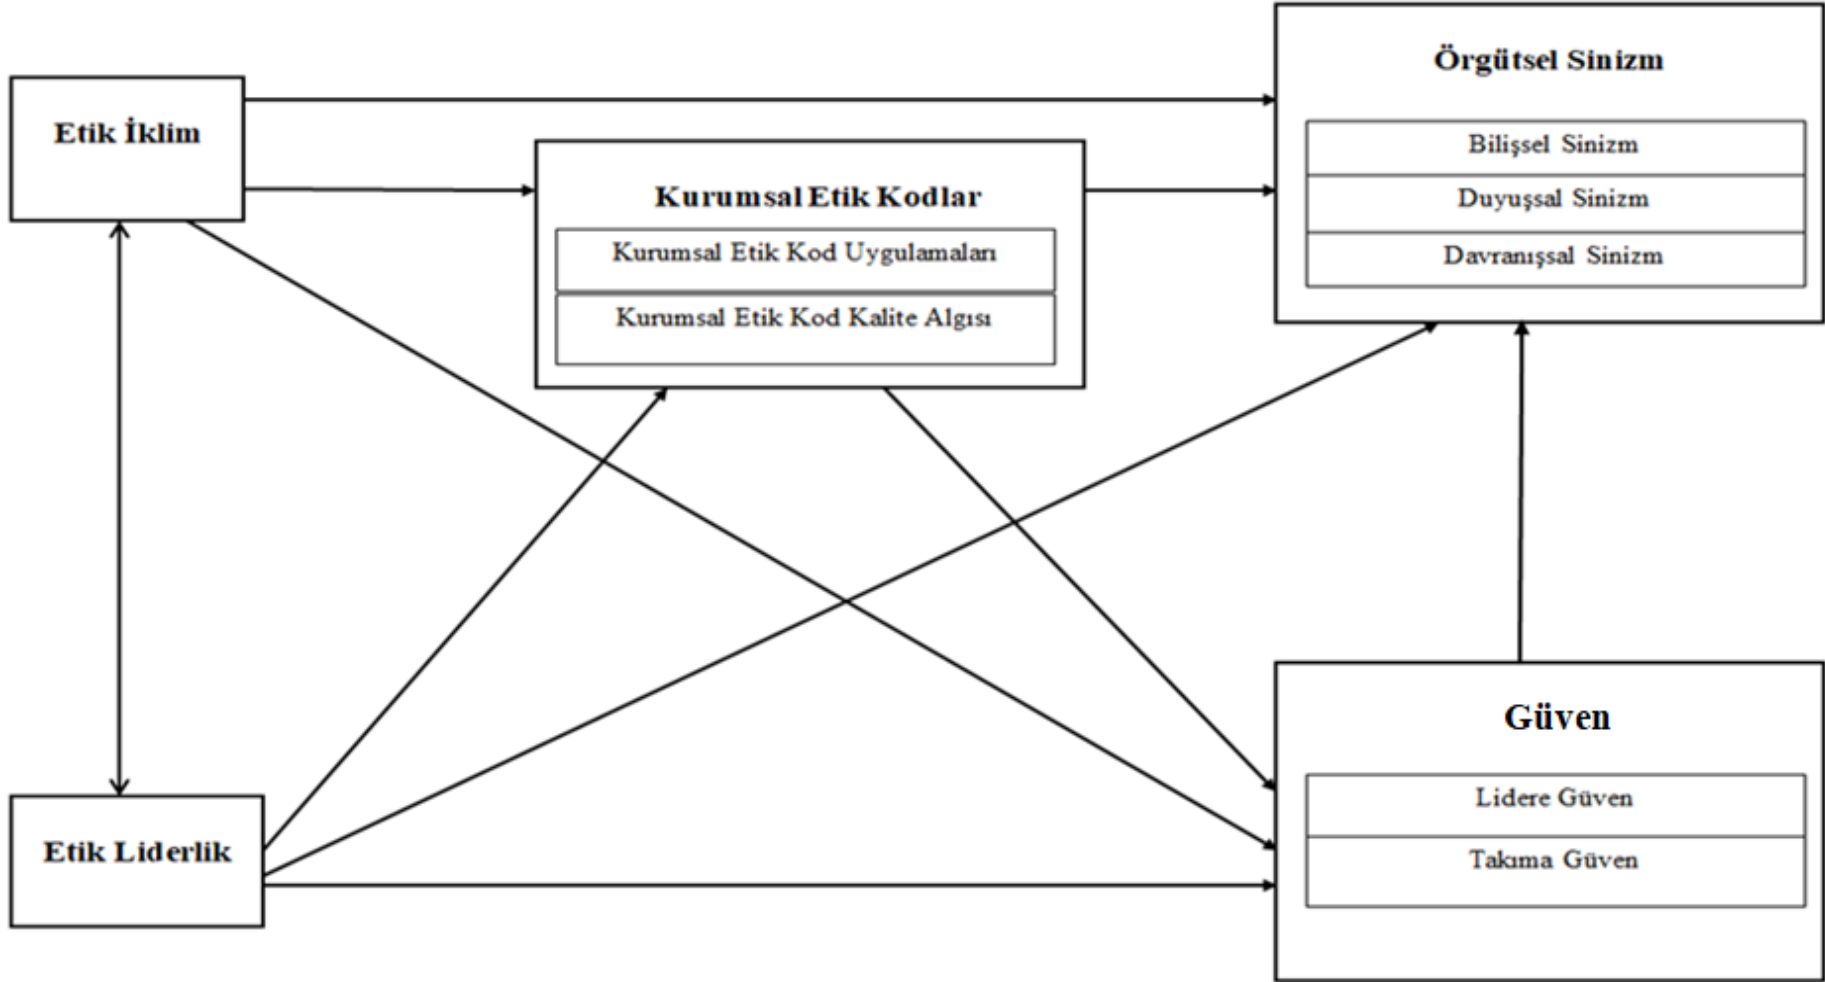 Örgütsel Sinizm
Etik İklim
Bilişsel Sinizm
Kurumsal Etik Kodlar
Duyuşsal Sinizm
Kurumsal Etik Kod Uygulamaları
Davranışsal Sinizm
Kurumsal Etik Kod Kalite Algısı
Güven
Lidere Güven
Etik Liderlik
Takıma Güven